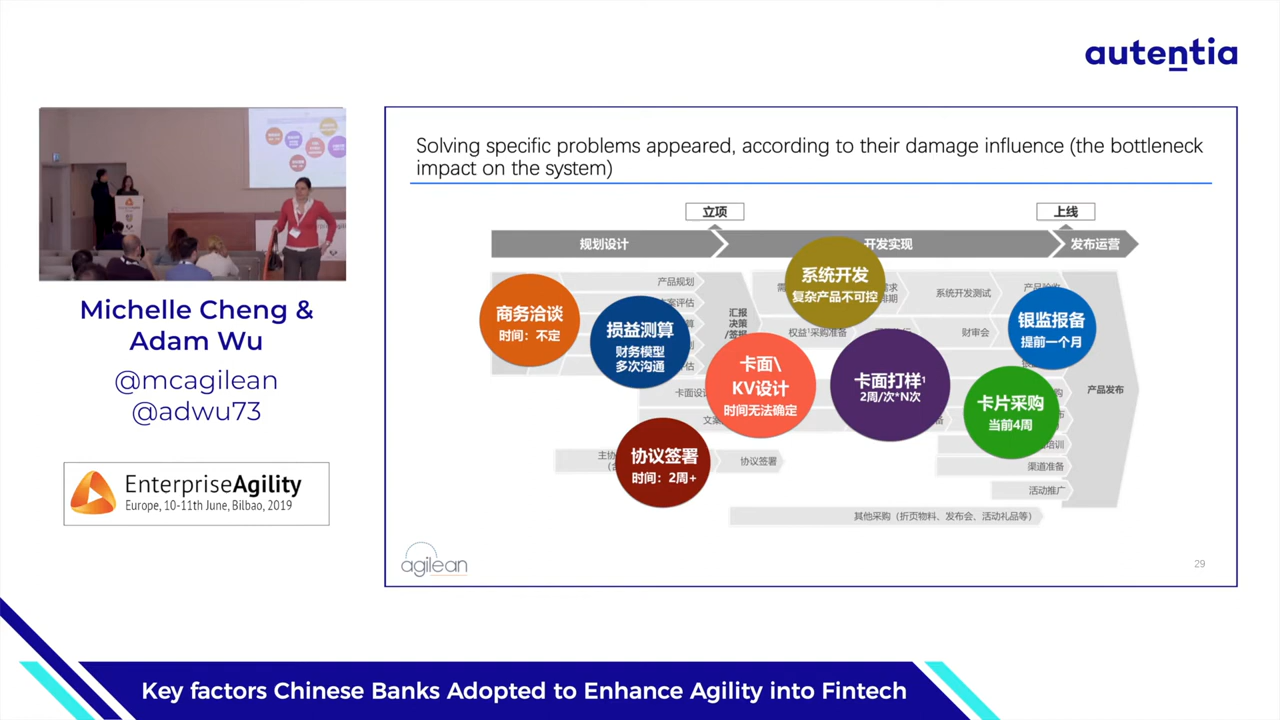 autentia
Michelle Cheng &
Adam Wu
@mcagilean
@adwu73
EnterpriseAgility
Europe, 10-11th June, Bilbao, 2019
Solving specific problems appeared, according to their damage influence (the bottleneck
impact on the system)
立项
上线
规划设计
开发实现
发布运营
产品规划
商务洽谈
时间：不定
损益测算
财务模型
多次沟通
汇报
决策
/签报
系统开发
复杂产品不可控
系统开发测试
权益¹采购准备
财审会
银监报备
提前一个月
卡面\
KV设计
时间无法确定
卡面打样¹
2周/次*N次
卡片采购
当前4周
产品发布
协议签署
时间：2周+
协议签署
渠道准备
活动推广
其他采购（折页物料、发布会、活动礼品等）
agilean
29
Key factors Chinese Banks Adopted to Enhance Agility into Fintech